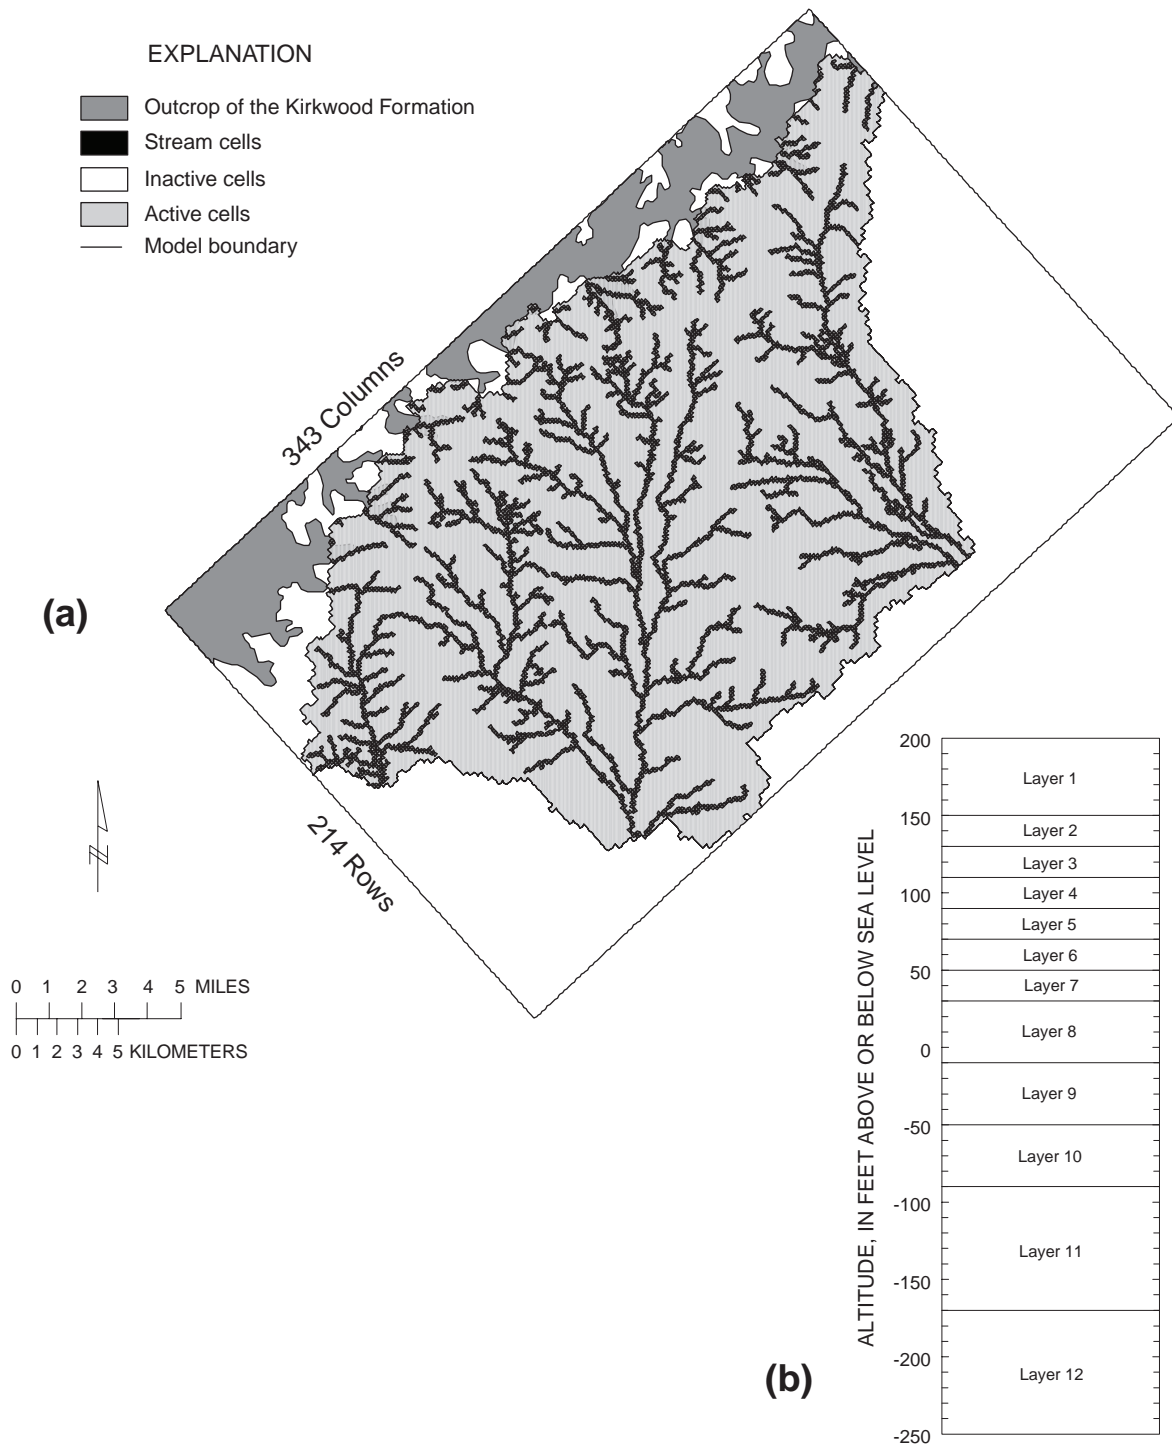 EXPLANATION
Outcrop of the Kirkwood Formation
Stream cells
Inactive cells
Active cells
Model boundary
343 Columns
(a)
214 Rows
N
0 1 2 3 4 5 MILES
0 1 2 3 4 5 KILOMETERS
ALTITUDE, IN FEET ABOVE OR BELOW SEA LEVEL
200
Layer 1
150
Layer 2
Layer 3
100
Layer 4
Layer 5
Layer 6
50
Layer 7
Layer 8
0
Layer 9
-50
Layer 10
-100
Layer 11
-150
-200
Layer 12
-250
(b)